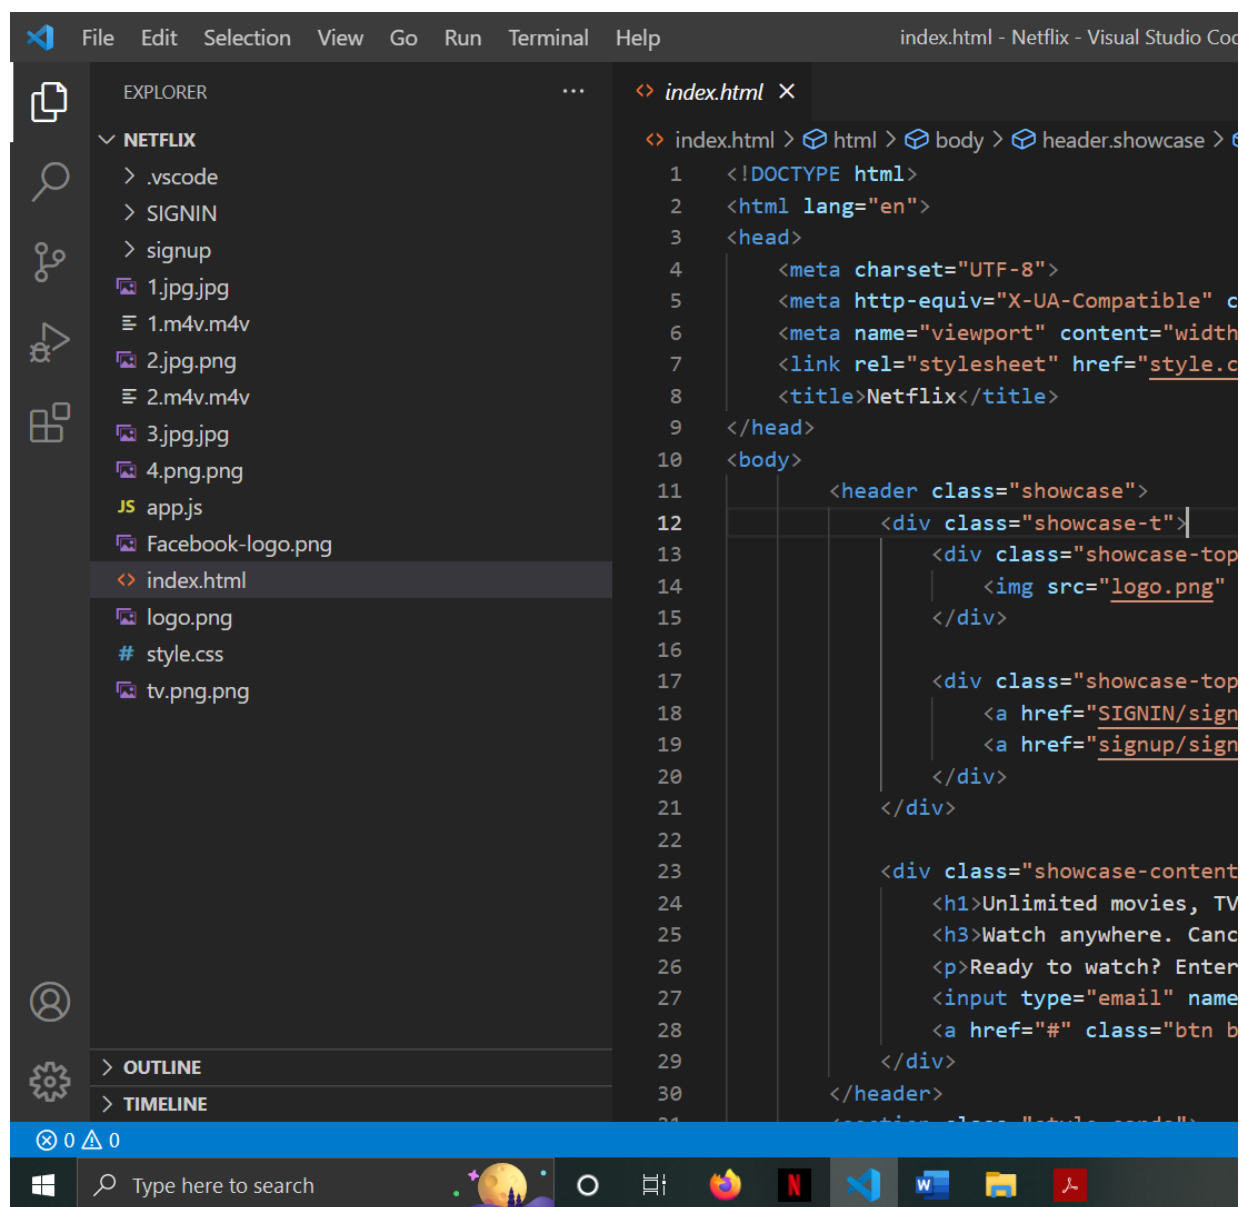 File Edit Selection View Go Run Terminal Help index.html - Netflix - Visual Studio Cod
EXPLORER ···
index.html ×
NETFLIX
index.html > html > body > header.showcase >
.vscode
SIGNIN
signup
1.jpg.jpg
1.m4v.m4v
2.jpg.png
2.m4v.m4v
3.jpg.jpg
4.png.png
JS app.js
Facebook-logo.png
<> index.html
logo.png
# style.css
tv.png.png
OUTLINE
TIMELINE
1 <!DOCTYPE html>
2 <html lang="en">
3 <head>
4 <meta charset="UTF-8">
5 <meta http-equiv="X-UA-Compatible" c
6 <meta name="viewport" content="width
7 <link rel="stylesheet" href="style.c
8 <title>Netflix</title>
9 </head>
10 <body>
11 <header class="showcase">
12 <div class="showcase-t">
13 <div class="showcase-top
14 <img src="logo.png"
15 </div>
16
17 <div class="showcase-top
18 <a href="SIGNIN/sign
19 <a href="signup/sign
20 </div>
21 </div>
22
23 <div class="showcase-content
24 <h1>Unlimited movies, TV
25 <h3>Watch anywhere. Canc
26 <p>Ready to watch? Enter
27 <input type="email" name
28 <a href="#" class="btn b
29 </div>
30 </header>
0 0
Type here to search
N W